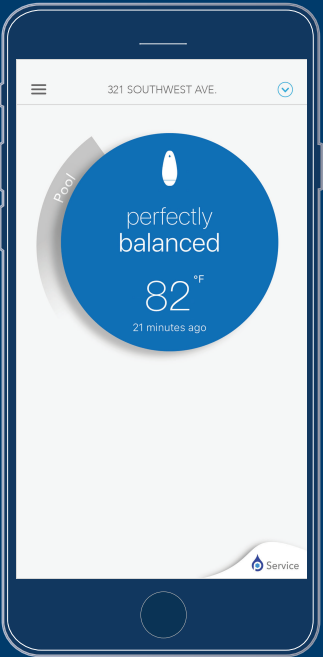 321 SOUTHWEST AVE.
Pool
perfectly
balanced
82°F
21 minutes ago
Service